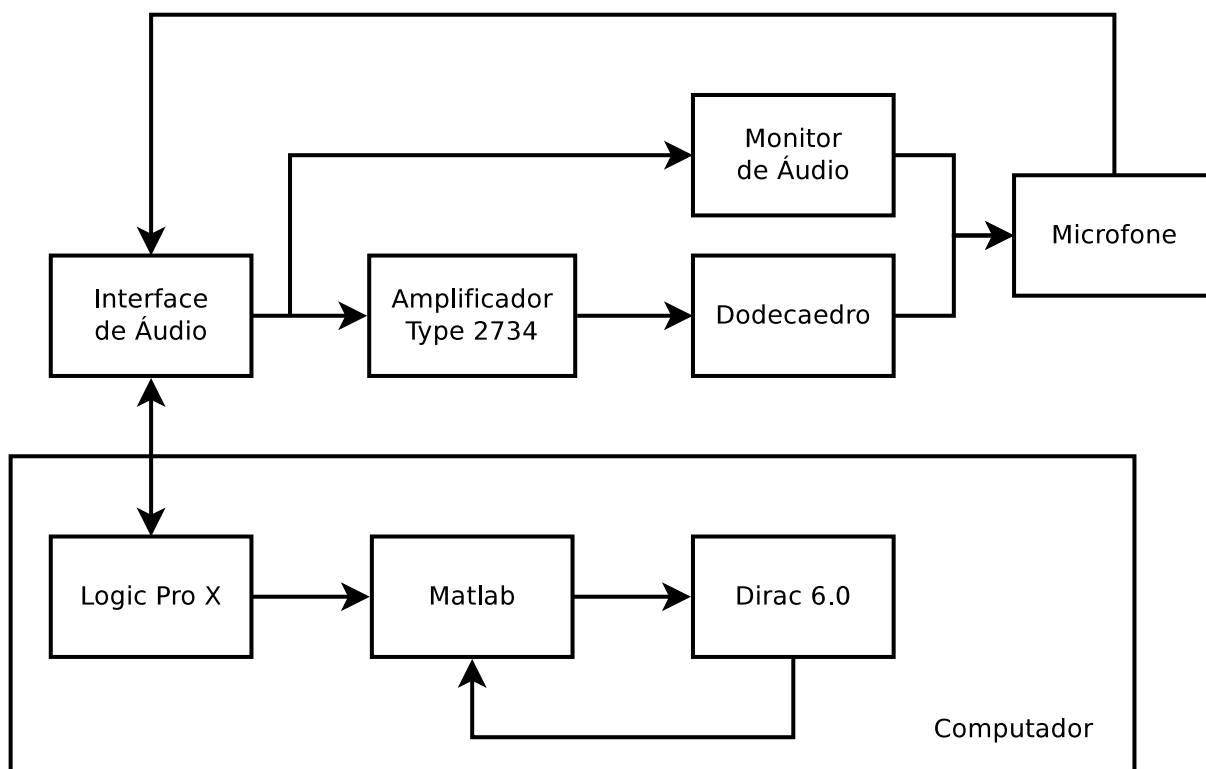 Monitor
de Áudio
Microfone
Interface
de Áudio
Amplificador
Type 2734
Dodecaedro
Logic Pro X
Matlab
Dirac 6.0
Computador